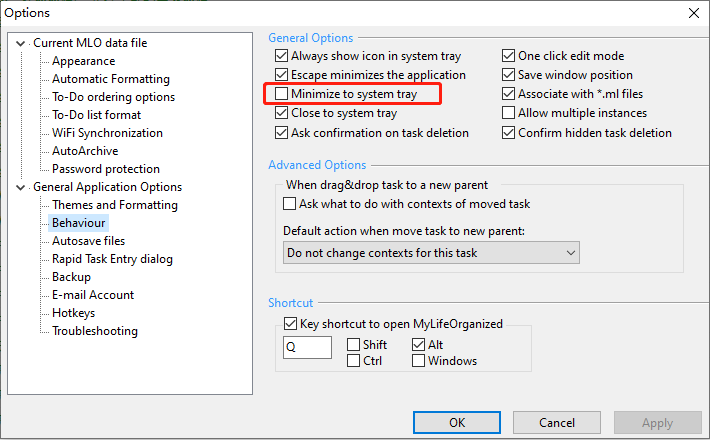 Options
Current MLO data file
Appearance
Automatic Formatting
To-Do ordering options
To-Do list format
WiFi Synchronization
AutoArchive
Password protection
General Application Options
Themes and Formatting
Behaviour
Autosave files
Rapid Task Entry dialog
Backup
E-mail Account
Hotkeys
Troubleshooting
General Options
Always show icon in system tray
One click edit mode
Escape minimizes the application
Save window position
Minimize to system tray
Associate with *.ml files
Close to system tray
Allow multiple instances
Ask confirmation on task deletion
Confirm hidden task deletion
Advanced Options
When drag&drop task to a new parent
Ask what to do with contexts of moved task
Default action when move task to new parent:
Do not change contexts for this task
Shortcut
Key shortcut to open MyLifeOrganized
Q
Shift
Alt
Ctrl
Windows
OK
Cancel
Apply